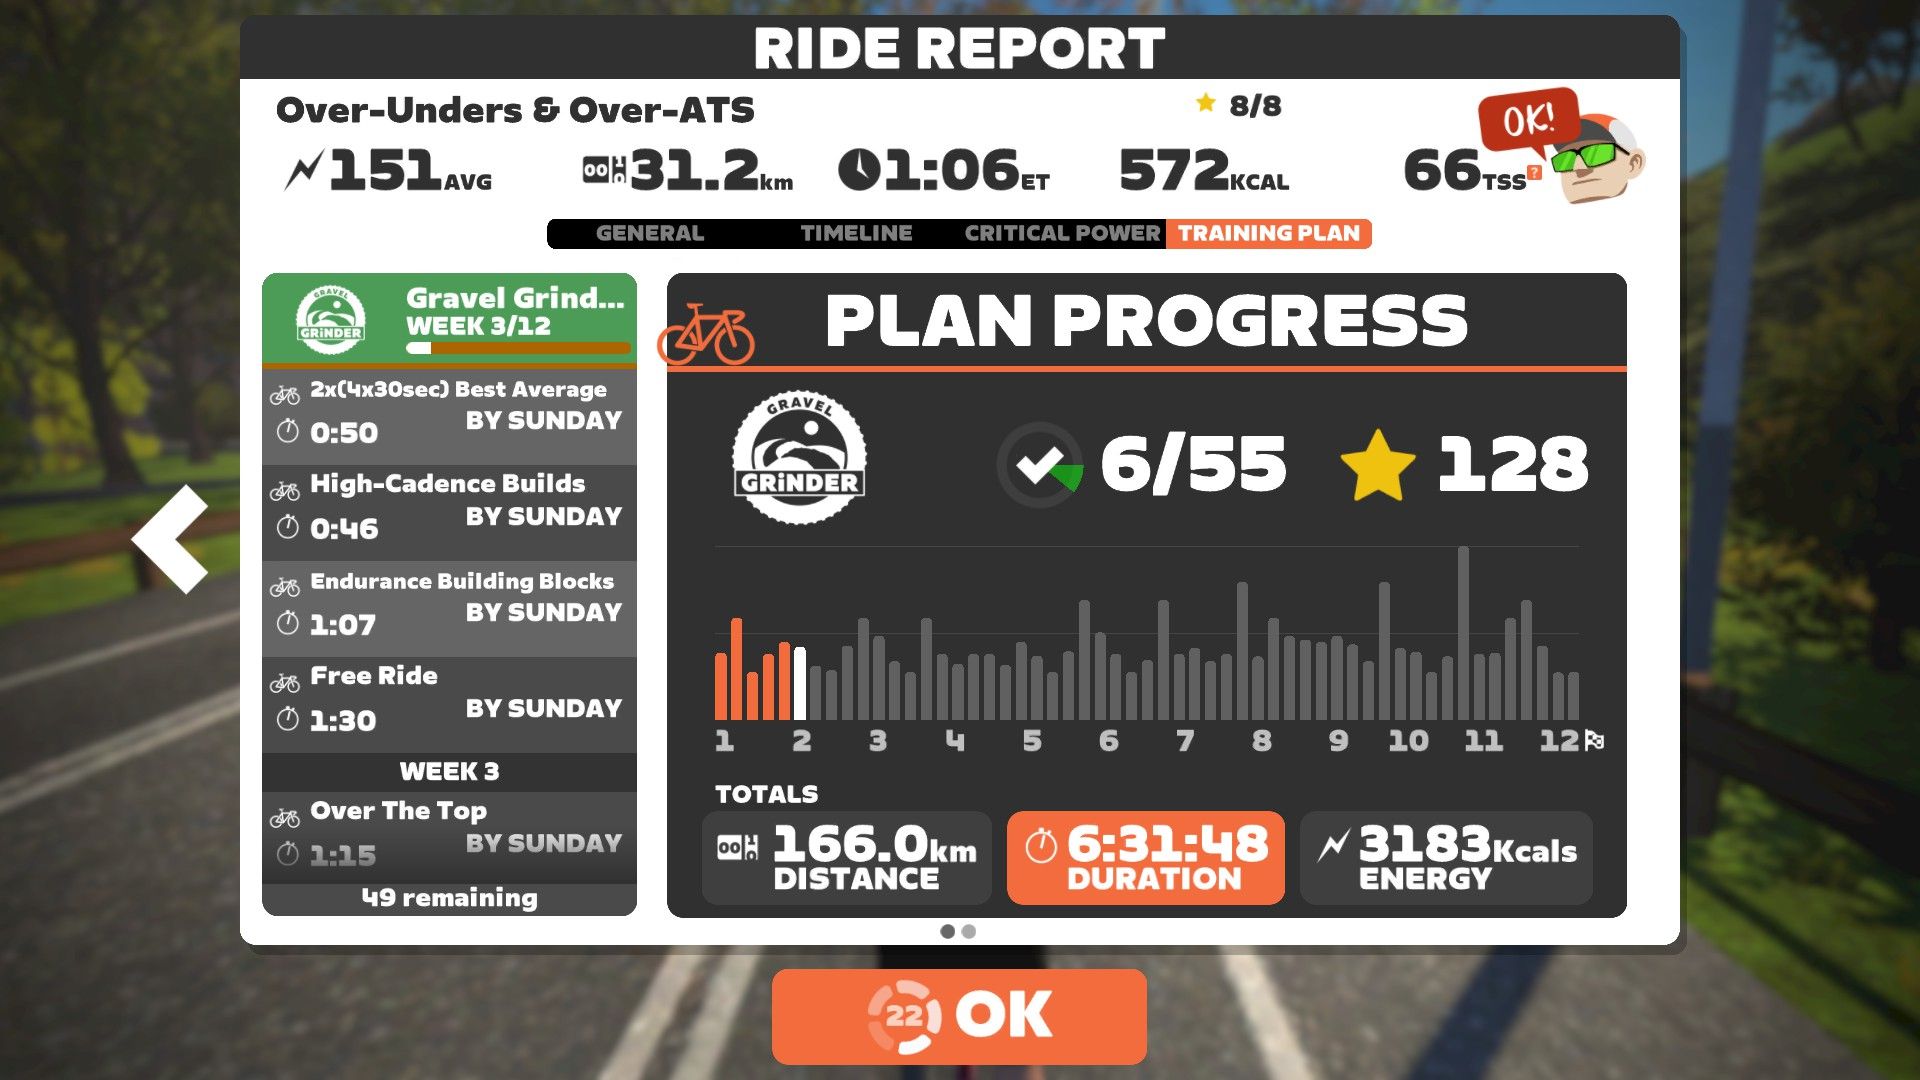 RIDE REPORT
Over-Unders & Over-ATS
8/8
OK!
151AVG
31.2km
1:06ET
572KCAL
66TSS
?
GENERAL
TIMELINE
CRITICAL POWER
TRAINING PLAN
GRAVEL
GRiNDER
Gravel Grind...
WEEK 3/12
2x(4x30sec) Best Average
BY SUNDAY
0:50
High-Cadence Builds
BY SUNDAY
0:46
Endurance Building Blocks
BY SUNDAY
1:07
Free Ride
BY SUNDAY
1:30
WEEK 3
Over The Top
BY SUNDAY
1:15
49 remaining
PLAN PROGRESS
GRAVEL
GRiNDER
6/55
128
1 2 3 4 5 6 7 8 9 10 11 12
TOTALS
166.0km
DISTANCE
6:31:48
DURATION
3183Kcals
ENERGY
22
OK